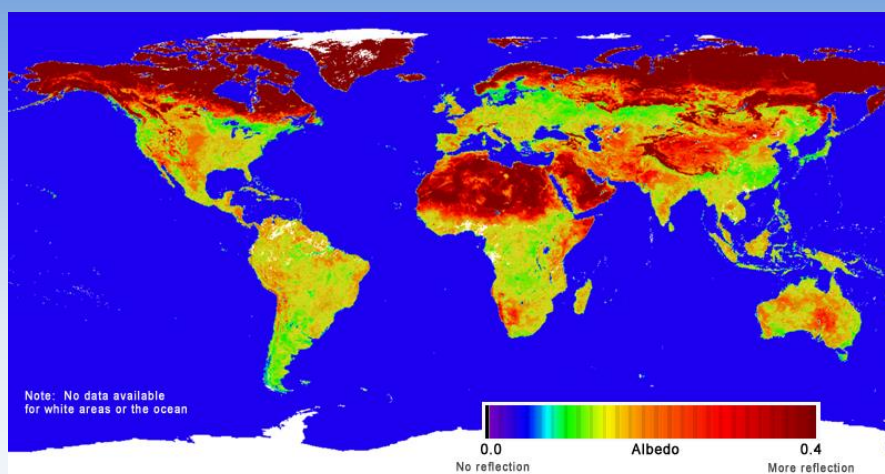 Note: No data available
for white areas or the ocean
0.0 Albedo 0.4
No reflection More reflection